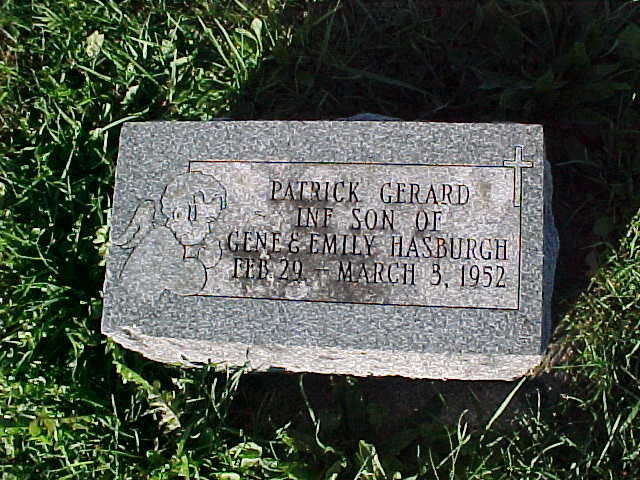 PATRICK GERARD
INF SON OF
GENE & EMILY HASBURGH
FEB 29 – MARCH 3, 1952